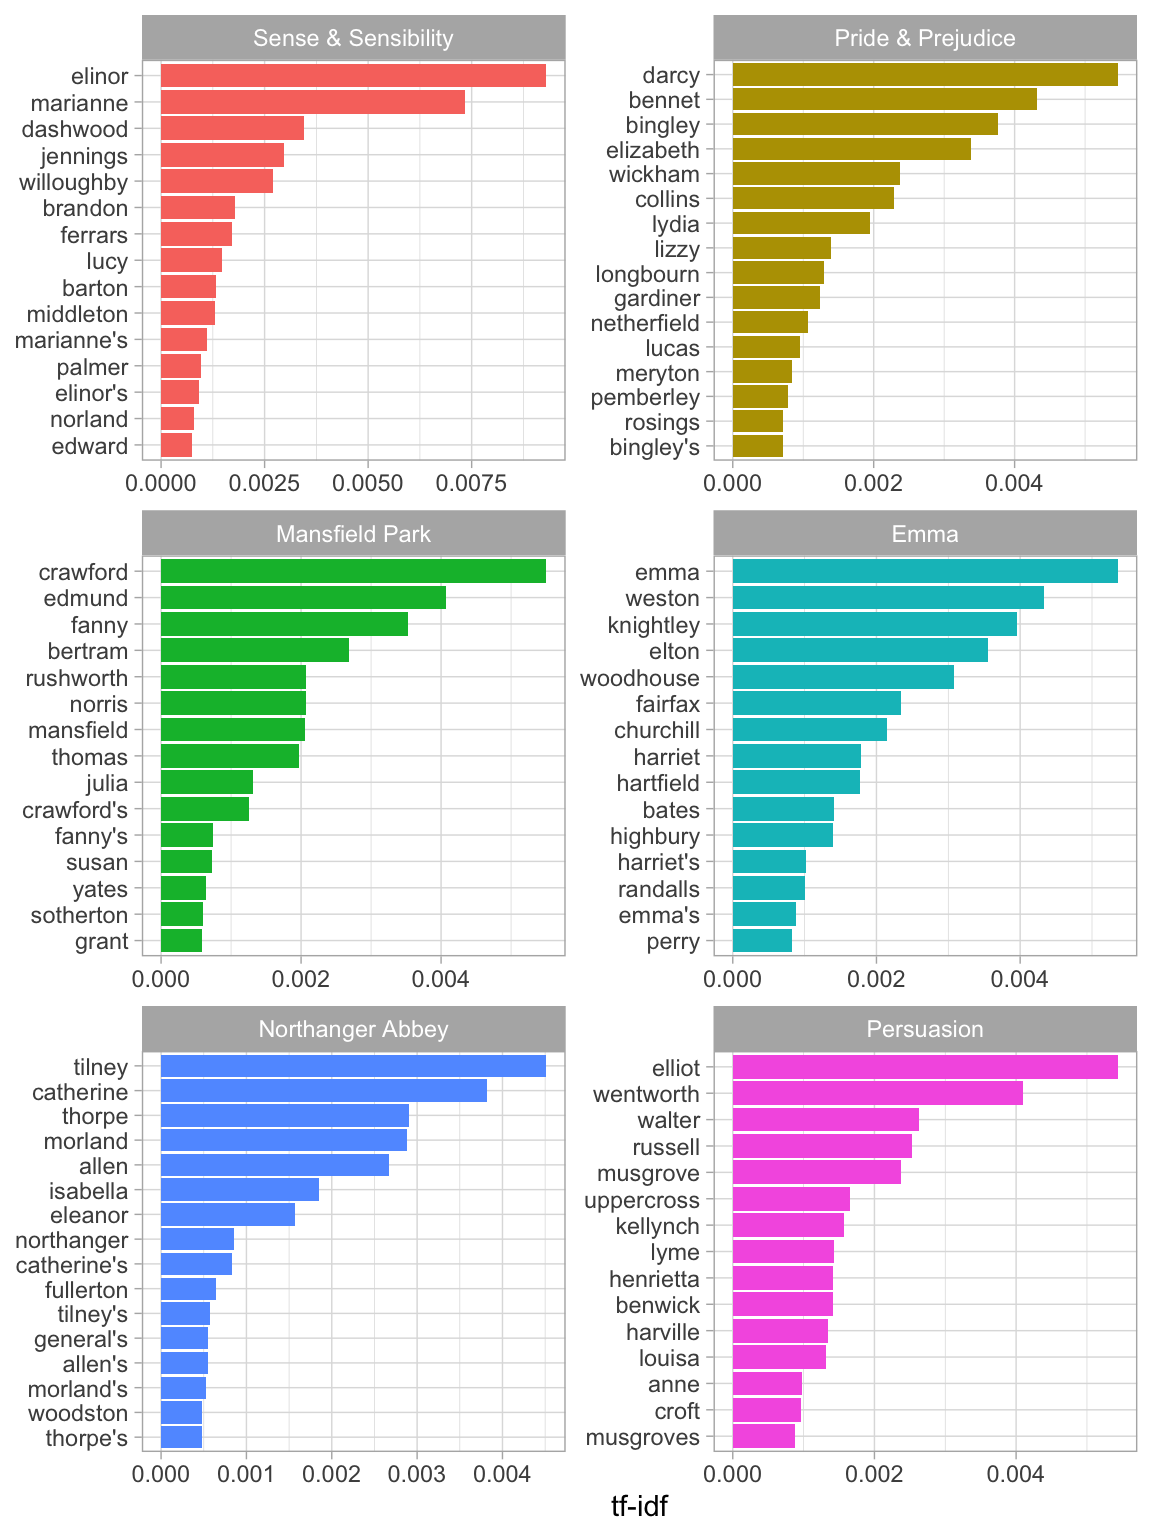 Sense & Sensibility
elinor
marianne
dashwood
jennings
willoughby
brandon
ferrars
lucy
barton
middleton
marianne's
palmer
elinor's
norland
edward
0.0000 0.0025 0.0050 0.0075
Pride & Prejudice
darcy
bennet
bingley
elizabeth
wickham
collins
lydia
lizzy
longbourn
gardiner
netherfield
lucas
meryton
pemberley
rosings
bingley's
0.000 0.002 0.004
Mansfield Park
crawford
edmund
fanny
bertram
rushworth
norris
mansfield
thomas
julia
crawford's
fanny's
susan
yates
sotherton
grant
0.000 0.002 0.004
Emma
emma
weston
knightley
elton
woodhouse
fairfax
churchill
harriet
hartfield
bates
highbury
harriet's
randalls
emma's
perry
0.000 0.002 0.004
Northanger Abbey
tilney
catherine
thorpe
morland
allen
isabella
eleanor
northanger
catherine's
fullerton
tilney's
general's
allen's
morland's
woodston
thorpe's
0.000 0.001 0.002 0.003 0.004
Persuasion
elliot
wentworth
walter
russell
musgrove
uppercross
kellynch
lyme
henrietta
benwick
harville
louisa
anne
croft
musgroves
0.000 0.002 0.004
tf-idf